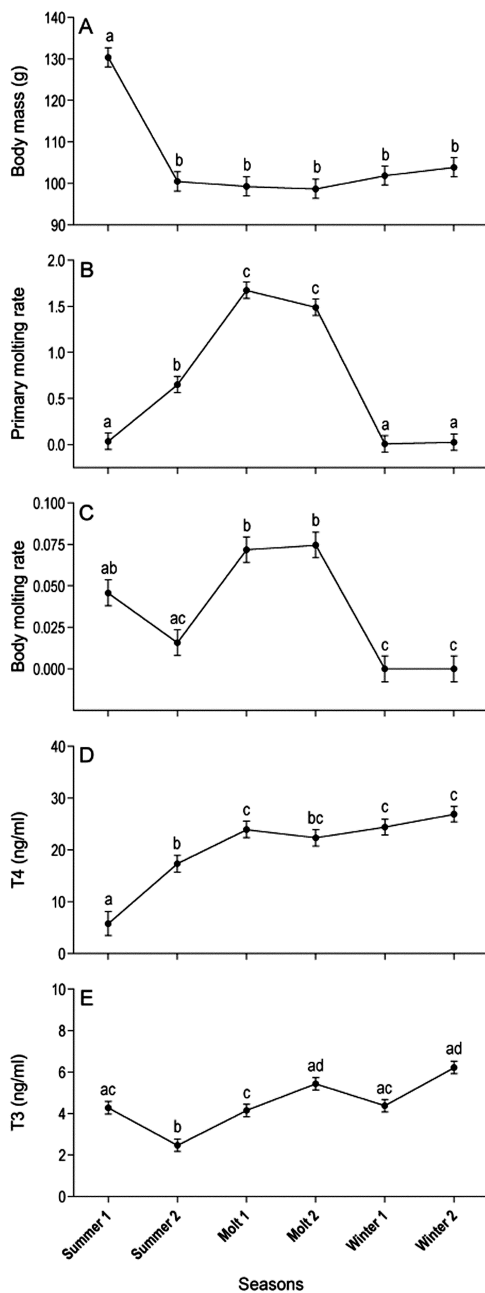 A
Body mass (g)
140
130
120
110
100
90
a
b
b
b
b
b
B
Primary molting rate
2.0
1.5
1.0
0.5
0.0
a
b
c
c
a
a
C
Body molting rate
0.100
0.075
0.050
0.025
0.000
ab
ac
b
b
c
c
D
T4 (ng/ml)
40
30
20
10
0
a
b
c
bc
c
c
E
T3 (ng/ml)
10
8
6
4
2
0
ac
b
c
ad
ac
ad
Summer 1
Summer 2
Molt 1
Molt 2
Winter 1
Winter 2
Seasons